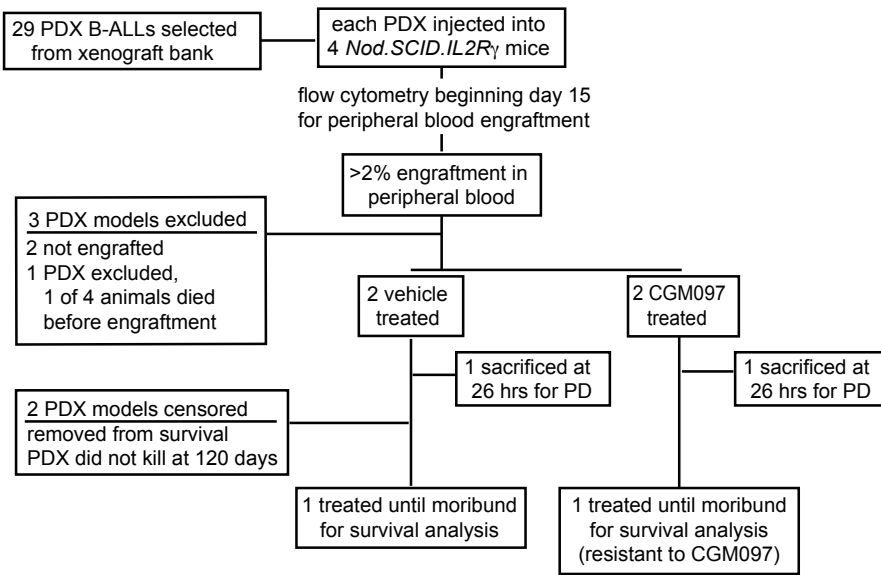 29 PDX B-ALLs selected
from xenograft bank
each PDX injected into
4 Nod.SCID.IL2Rγ mice
flow cytometry beginning day 15
for peripheral blood engraftment
>2% engraftment in
peripheral blood
3 PDX models excluded
2 not engrafted
1 PDX excluded,
1 of 4 animals died
before engraftment
2 vehicle
treated
2 CGM097
treated
1 sacrificed at
26 hrs for PD
1 sacrificed at
26 hrs for PD
2 PDX models censored
removed from survival
PDX did not kill at 120 days
1 treated until moribund
for survival analysis
1 treated until moribund
for survival analysis
(resistant to CGM097)